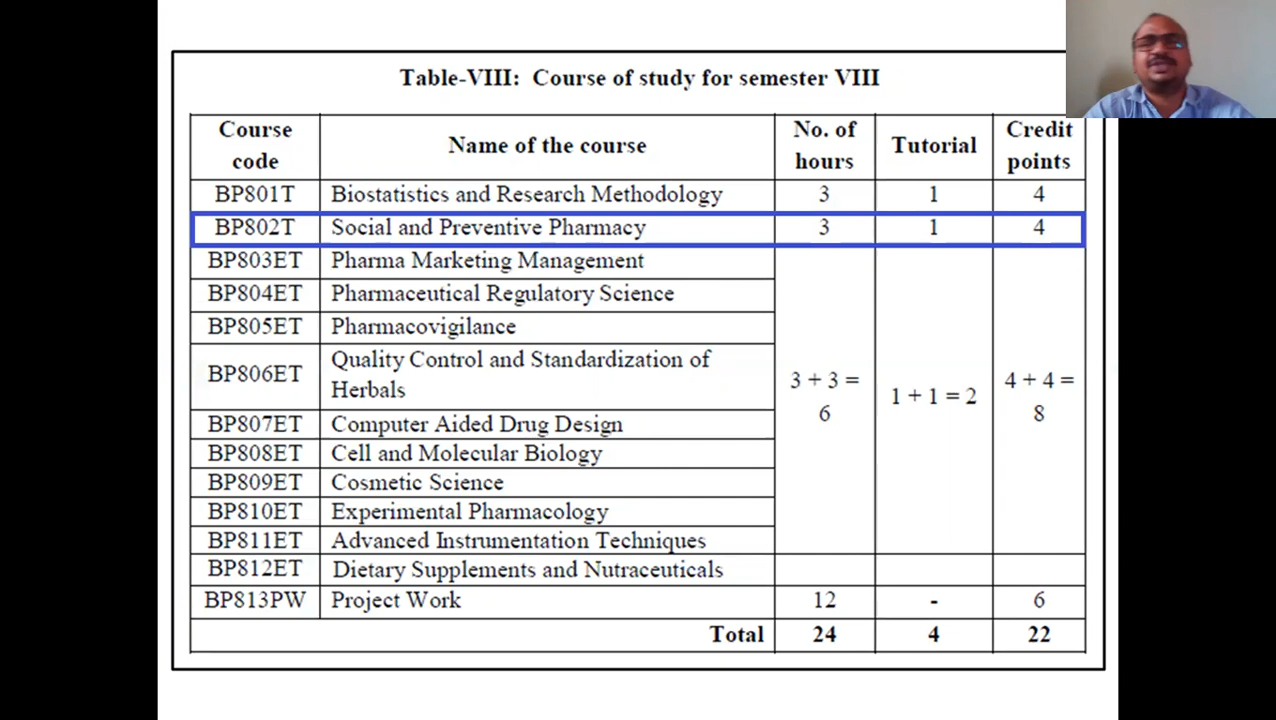 Table-VIII: Course of study for semester VIII
Course code Name of the course No. of hours Tutorial Credit points
BP801T Biostatistics and Research Methodology 3 1 4
BP802T Social and Preventive Pharmacy 3 1 4
BP803ET Pharma Marketing Management
BP804ET Pharmaceutical Regulatory Science
BP805ET Pharmacovigilance
BP806ET Quality Control and Standardization of
Herbals
3 + 3 = 6 1 + 1 = 2 4 + 4 = 8
BP807ET Computer Aided Drug Design
BP808ET Cell and Molecular Biology
BP809ET Cosmetic Science
BP810ET Experimental Pharmacology
BP811ET Advanced Instrumentation Techniques
BP812ET Dietary Supplements and Nutraceuticals
BP813PW Project Work 12 - 6
Total 24 4 22